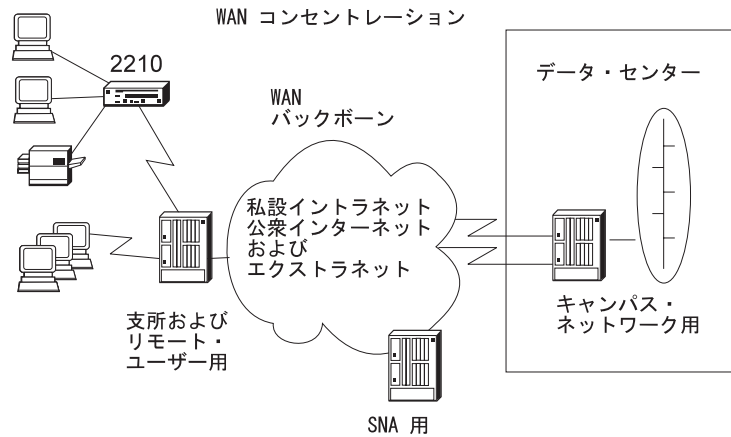 WAN コンセントレーション
2210
データ・センター
WAN
バックボーン
私設イントラネット
公衆インターネット
および
エクストラネット
支所および
リモート・
ユーザー用
キャンパス・
ネットワーク用
SNA 用